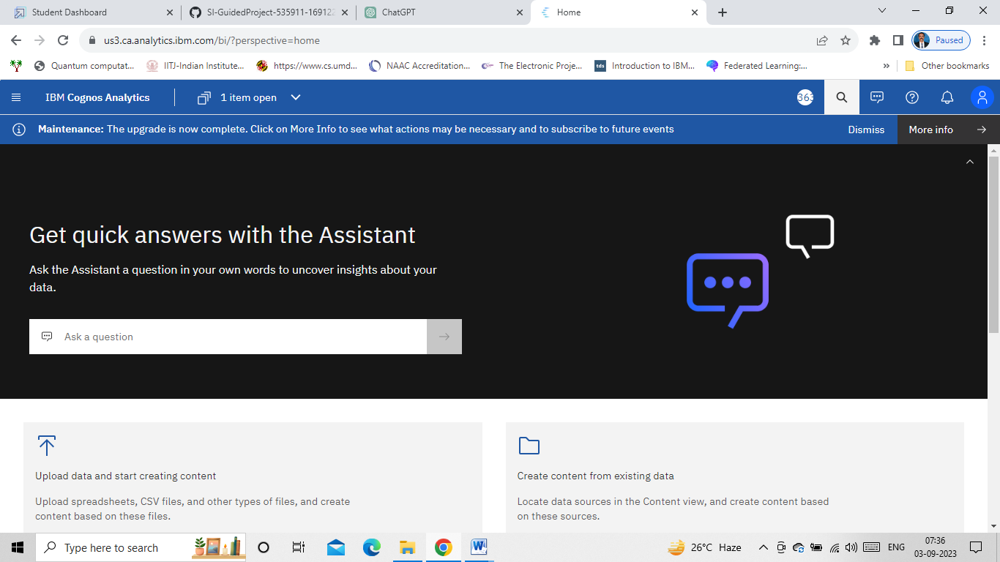 Student Dashboard
SI-GuidedProject-535911-169122
ChatGPT
Home
us3.ca.analytics.ibm.com/bi/?perspective=home
Paused
Quantum computat...
IITJ-Indian Institute...
https://www.cs.umd...
NAAC Accreditation...
The Electronic Proje...
tds
Introduction to IBM...
Federated Learning:...
»
Other bookmarks
IBM Cognos Analytics
1 item open
363
Maintenance: The upgrade is now complete. Click on More Info to see what actions may be necessary and to subscribe to future events
Dismiss
More info
Get quick answers with the Assistant
Ask the Assistant a question in your own words to uncover insights about your
data.
Ask a question
Upload data and start creating content
Upload spreadsheets, CSV files, and other types of files, and create
content based on these files.
Create content from existing data
Locate data sources in the Content view, and create content based
on these sources.
Type here to search
W
26°C Haze
ENG
07:36
03-09-2023